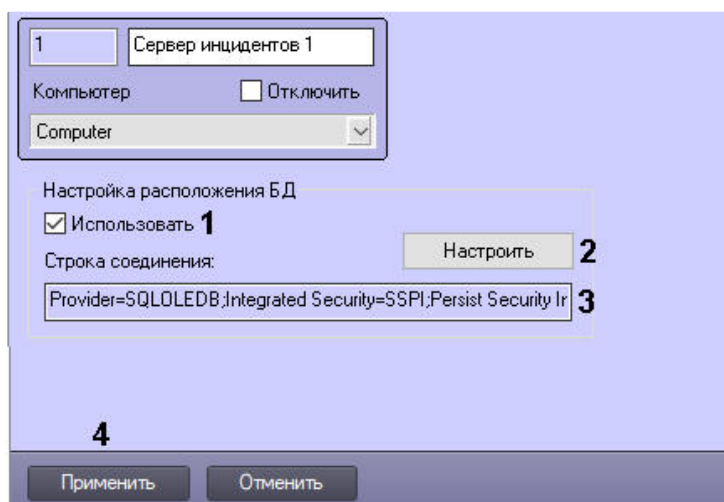 1 Сервер инцидентов 1
Компьютер Отключить
Computer
Настройка расположения БД
Использовать 1
Настроить 2
Строка соединения:
Provider=SQLOLEDB;Integrated Security=SSPI;Persist Security Ir 3
4
Применить Отменить